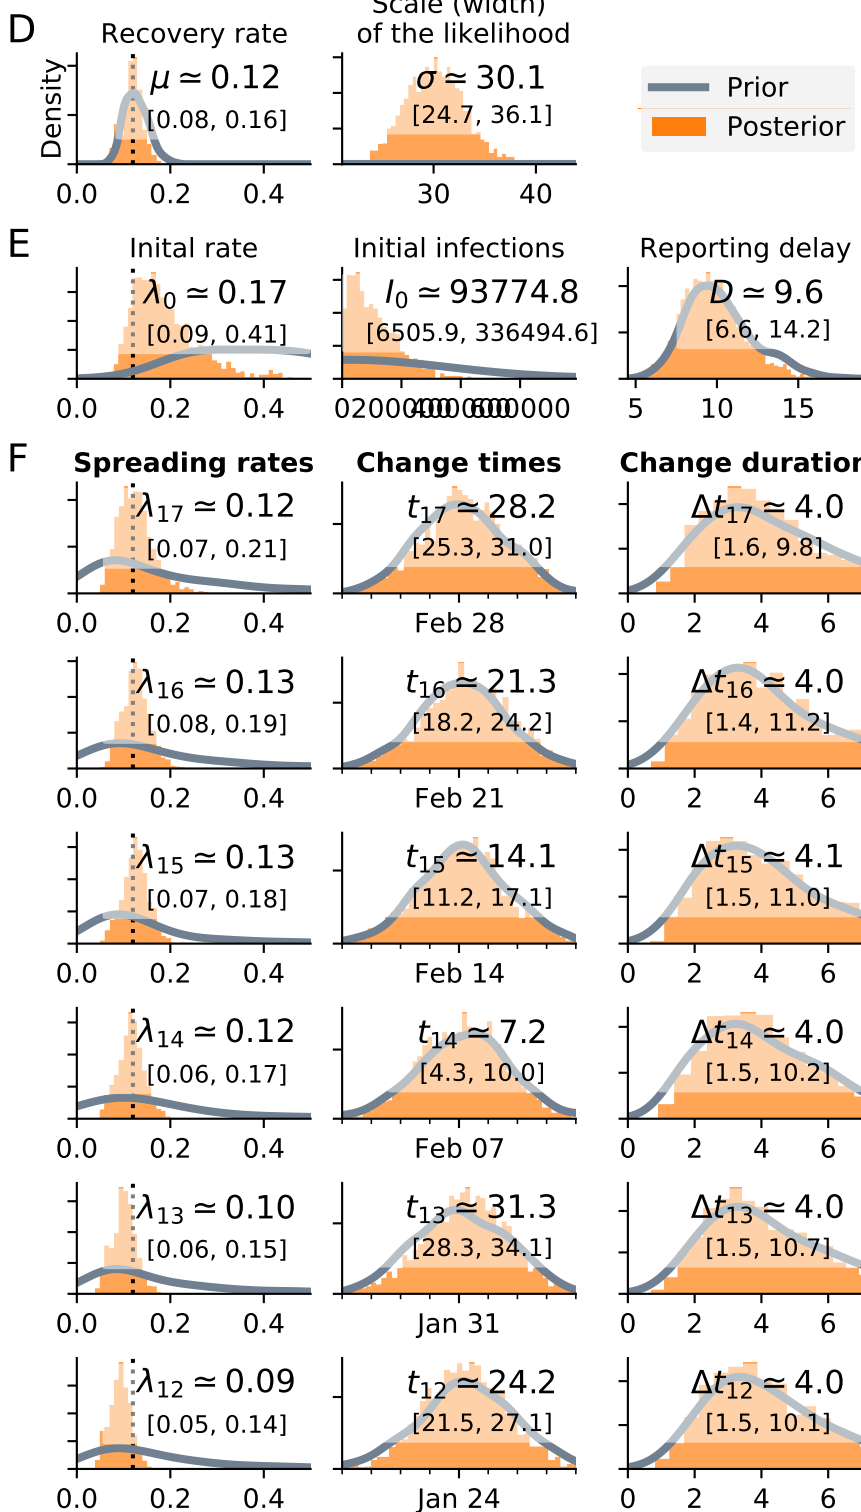 D
Scale (width)
Recovery rate
of the likelihood
Density
μ ≃ 0.12
[0.08, 0.16]
σ ≃ 30.1
[24.7, 36.1]
Prior
Posterior
0.0 0.2 0.4
30 40
E
Inital rate
Initial infections
Reporting delay
λ0 ≃ 0.17
[0.09, 0.41]
I0 ≃ 93774.8
[6505.9, 336494.6]
D ≃ 9.6
[6.6, 14.2]
0.0 0.2 0.4
0 200000 400000 600000
5 10 15
F
Spreading rates
Change times
Change duration
λ17 ≃ 0.12
[0.07, 0.21]
t17 ≃ 28.2
[25.3, 31.0]
Δt17 ≃ 4.0
[1.6, 9.8]
0.0 0.2 0.4
Feb 28
0 2 4 6
λ16 ≃ 0.13
[0.08, 0.19]
t16 ≃ 21.3
[18.2, 24.2]
Δt16 ≃ 4.0
[1.4, 11.2]
0.0 0.2 0.4
Feb 21
0 2 4 6
λ15 ≃ 0.13
[0.07, 0.18]
t15 ≃ 14.1
[11.2, 17.1]
Δt15 ≃ 4.1
[1.5, 11.0]
0.0 0.2 0.4
Feb 14
0 2 4 6
λ14 ≃ 0.12
[0.06, 0.17]
t14 ≃ 7.2
[4.3, 10.0]
Δt14 ≃ 4.0
[1.5, 10.2]
0.0 0.2 0.4
Feb 07
0 2 4 6
λ13 ≃ 0.10
[0.06, 0.15]
t13 ≃ 31.3
[28.3, 34.1]
Δt13 ≃ 4.0
[1.5, 10.7]
0.0 0.2 0.4
Jan 31
0 2 4 6
λ12 ≃ 0.09
[0.05, 0.14]
t12 ≃ 24.2
[21.5, 27.1]
Δt12 ≃ 4.0
[1.5, 10.1]
0.0 0.2 0.4
Jan 24
0 2 4 6